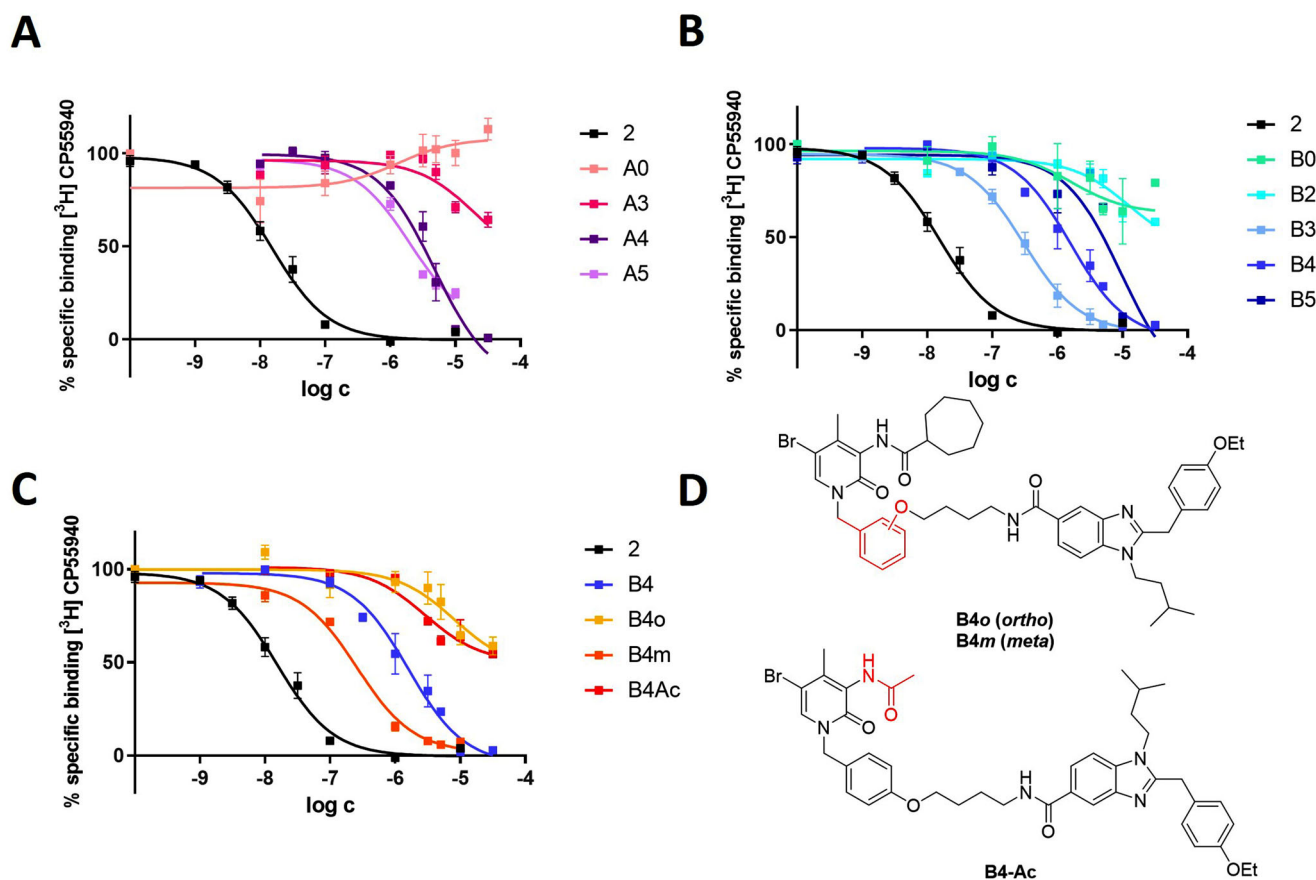 A
% specific binding [³H] CP55940
100
50
0
-9
-8
-7
-6
-5
-4
log c
2
A0
A3
A4
A5
B
% specific binding [³H] CP55940
100
50
0
-9
-8
-7
-6
-5
-4
log c
2
B0
B2
B3
B4
B5
C
% specific binding [³H] CP55940
100
50
0
-9
-8
-7
-6
-5
-4
log c
2
B4
B4o
B4m
B4Ac
D
Br
H
N
O
N
O
O
O
H
N
N
N
OEt
B4o (ortho)
B4m (meta)
Br
H
N
O
O
N
O
H
N
O
N
N
OEt
B4-Ac